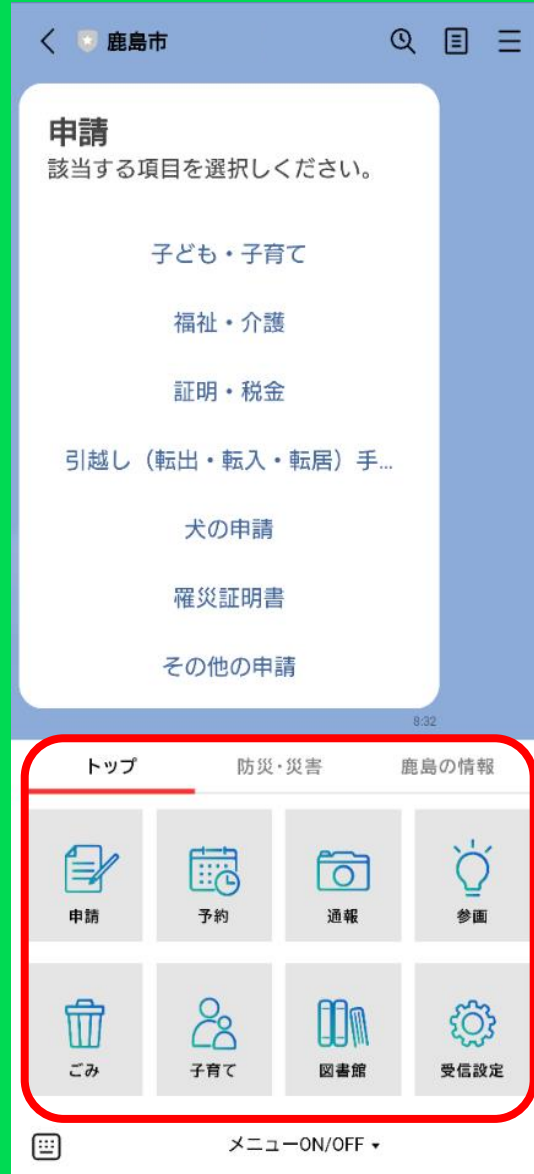 鹿島市
申請
該当する項目を選択しください。
子ども・子育て
福祉・介護
証明・税金
引越し（転出・転入・転居）手...
犬の申請
罹災証明書
その他の申請
8:32
トップ 防災・災害 鹿島の情報
申請 予約 通報 参画
ごみ 子育て 図書館 受信設定
メニューON/OFF ▾